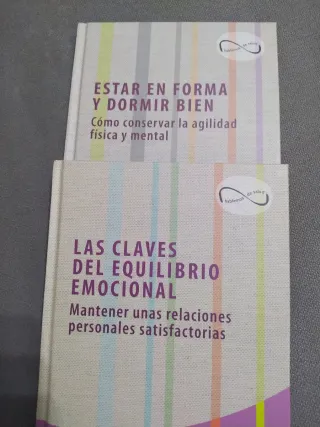 ESTAR EN FORMA
Y DORMIR BIEN
Cómo conservar la agilidad
física y mental
LAS CLAVES
DEL EQUILIBRIO
EMOCIONAL
Mantener unas relaciones
personales satisfactorias